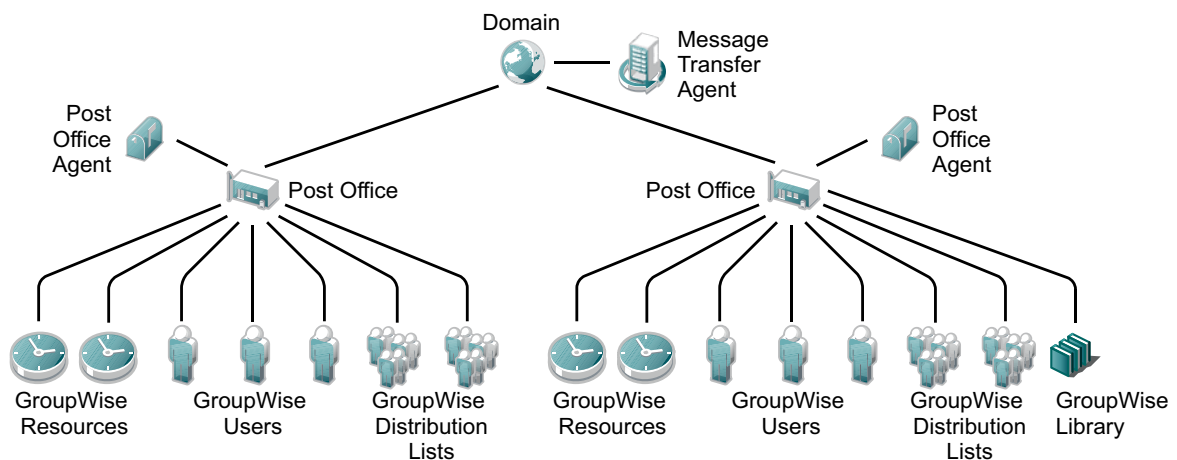 Domain
Message
Transfer
Agent
Post
Office
Agent
Post
Office
Agent
Post Office
Post Office
GroupWise
Resources
GroupWise
Users
GroupWise
Distribution
Lists
GroupWise
Resources
GroupWise
Users
GroupWise
Distribution
Lists
GroupWise
Library